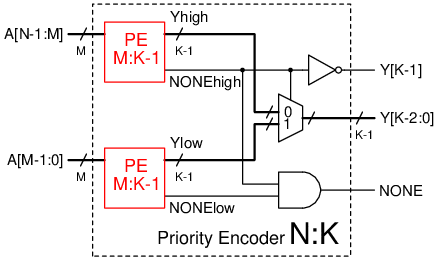 A[N-1:M]
M
PE
M:K-1
Yhigh
K-1
NONEhigh
Y[K-1]
0
1
Y[K-2:0]
K-1
A[M-1:0]
M
PE
M:K-1
Ylow
K-1
NONElow
NONE
Priority Encoder N:K